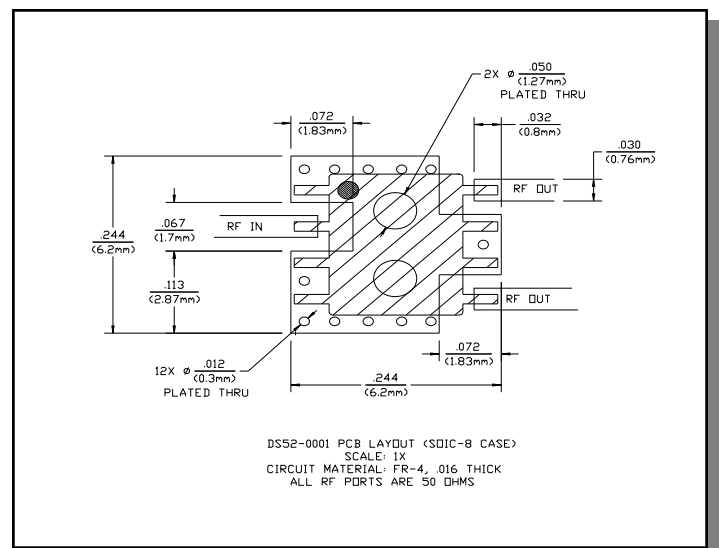 2X ø .050
(1.27mm)
PLATED THRU
.072
(1.83mm)
.032
(0.8mm)
.030
(0.76mm)
RF OUT
.067
(1.7mm)
RF IN
.244
(6.2mm)
.113
(2.87mm)
RF OUT
12X ø .012
(0.3mm)
PLATED THRU
.072
(1.83mm)
.244
(6.2mm)
DS52-0001 PCB LAYOUT (SOIC-8 CASE)
SCALE: 1X
CIRCUIT MATERIAL: FR-4, .016 THICK
ALL RF PORTS ARE 50 OHMS